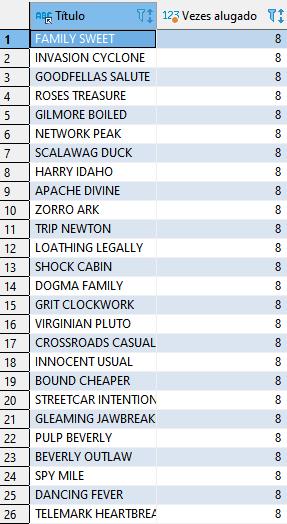 ABC Título 123 Vezes alugado
1 FAMILY SWEET 8
2 INVASION CYCLONE 8
3 GOODFELLAS SALUTE 8
4 ROSES TREASURE 8
5 GILMORE BOILED 8
6 NETWORK PEAK 8
7 SCALAWAG DUCK 8
8 HARRY IDAHO 8
9 APACHE DIVINE 8
10 ZORRO ARK 8
11 TRIP NEWTON 8
12 LOATHING LEGALLY 8
13 SHOCK CABIN 8
14 DOGMA FAMILY 8
15 GRIT CLOCKWORK 8
16 VIRGINIAN PLUTO 8
17 CROSSROADS CASUAL 8
18 INNOCENT USUAL 8
19 BOUND CHEAPER 8
20 STREETCAR INTENTION 8
21 GLEAMING JAWBREAK 8
22 PULP BEVERLY 8
23 BEVERLY OUTLAW 8
24 SPY MILE 8
25 DANCING FEVER 8
26 TELEMARK HEARTBREA 8